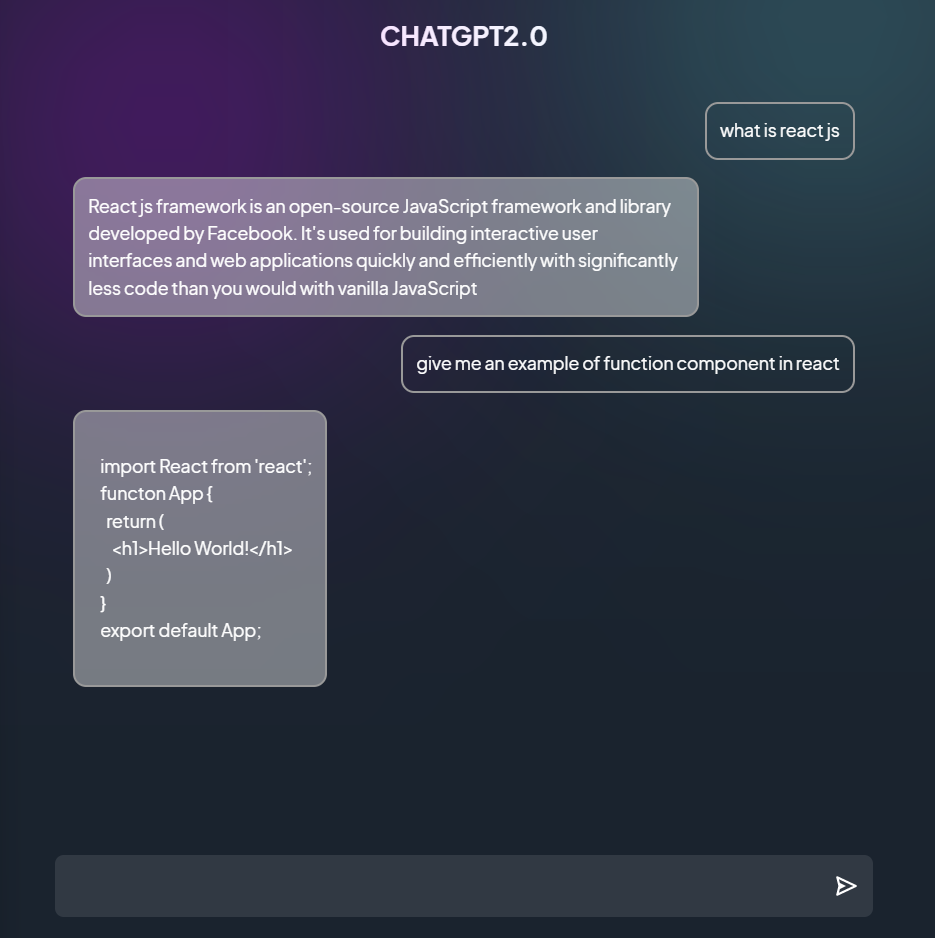 CHATGPT2.0
what is react js
React js framework is an open-source JavaScript framework and library
developed by Facebook. It's used for building interactive user
interfaces and web applications quickly and efficiently with significantly
less code than you would with vanilla JavaScript
give me an example of function component in react
import React from 'react';
functon App {
return (
<h1>Hello World!</h1>
)
}
export default App;